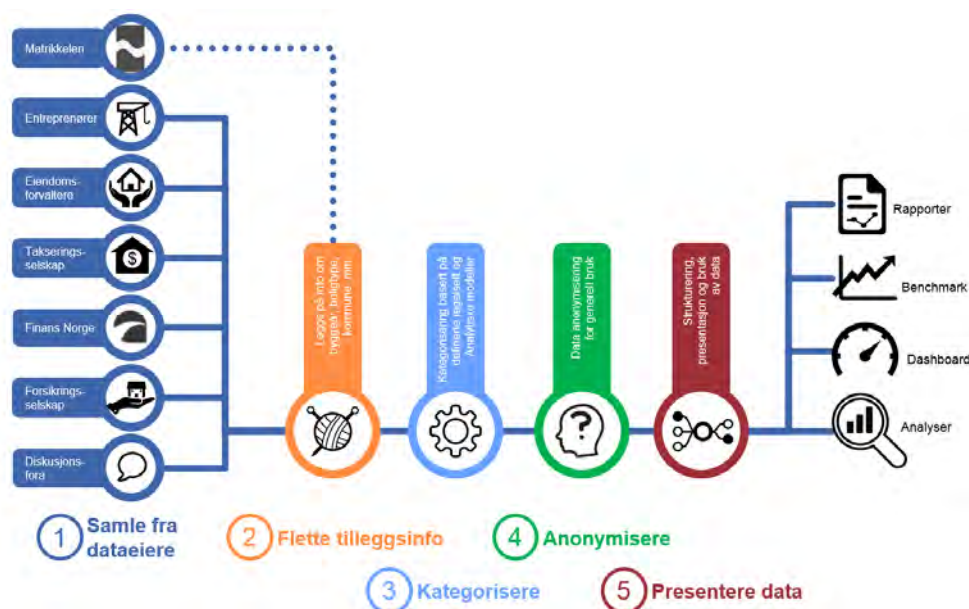 Matrikkelen
Entreprenører
Eiendoms-
forvaltere
Takserings-
selskap
Finans Norge
Forsikrings-
selskap
Diskusjons-
fora
Legge på info om
byggeår, boligtype,
kommune mm.
Kategorisering basert på
definerte regelsett og
Analytiske modeller
Data anonymisering
for generell bruk
Strukturering,
presentasjon og bruk
av data
Rapporter
Benchmark
Dashboard
Analyser
$
?
1 Samle fra
dataeiere
2 Flette tilleggsinfo
4 Anonymisere
3 Kategorisere
5 Presentere data